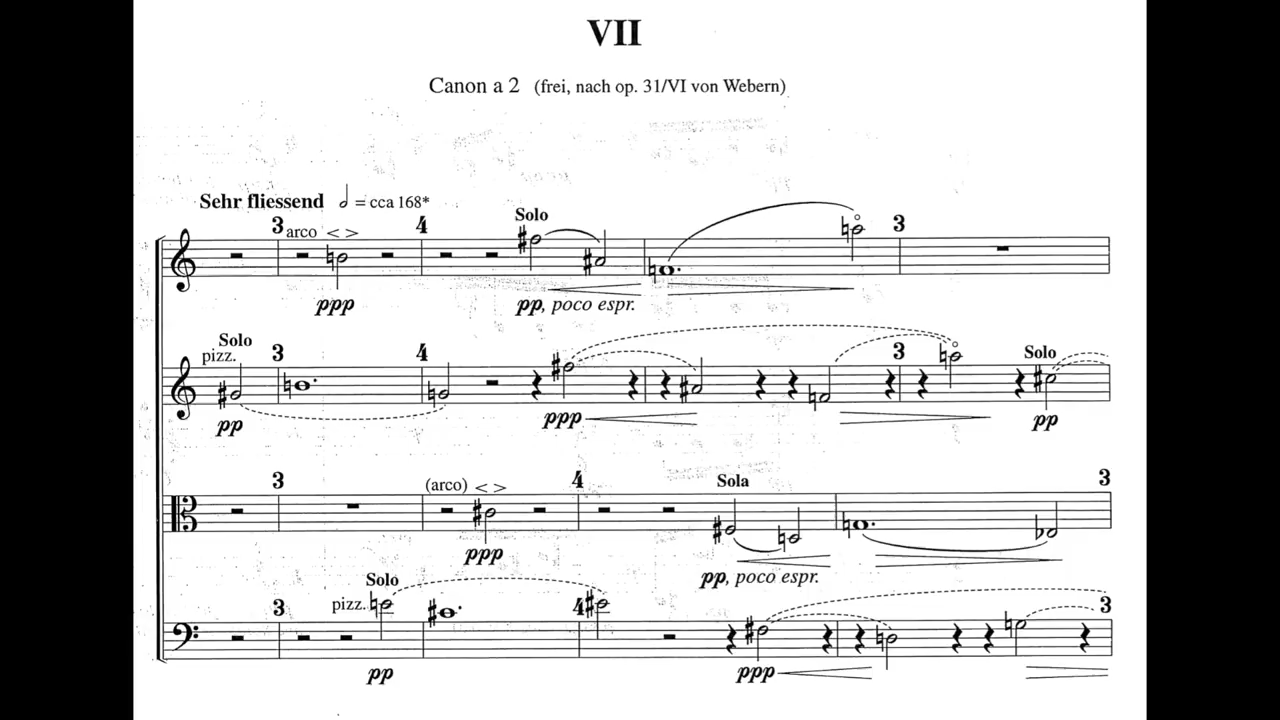 VII
Canon a 2 (frei, nach op. 31/VI von Webern)
Sehr fliessend = cca 168*
3 arco 4 Solo 3
ppp pp, poco espr.
Solo
pizz. 3 4 3 Solo
pp ppp pp
3 (arco) 4 Sola 3
ppp pp, poco espr.
Solo
3 pizz. 4 3
pp ppp